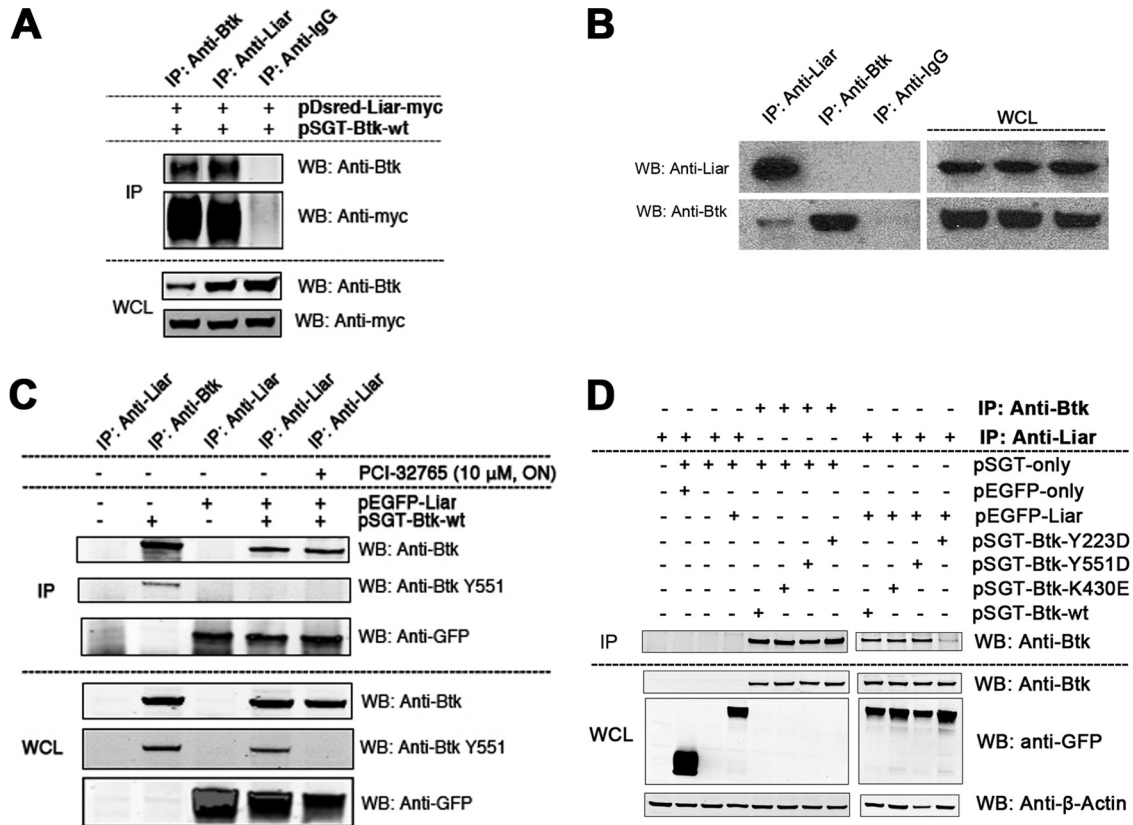 A
IP: Anti-Btk
IP: Anti-Liar
IP: Anti-IgG
+ + + pDsred-Liar-myc
+ + + pSGT-Btk-wt
IP
WB: Anti-Btk
WB: Anti-myc
WCL
WB: Anti-Btk
WB: Anti-myc
B
IP: Anti-Liar
IP: Anti-Btk
IP: Anti-IgG
WCL
WB: Anti-Liar
WB: Anti-Btk
C
IP: Anti-Liar
IP: Anti-Btk
IP: Anti-Liar
IP: Anti-Liar
IP: Anti-Liar
- - - - + PCI-32765 (10 µM, ON)
- - + + + pEGFP-Liar
- + - + + pSGT-Btk-wt
IP
WB: Anti-Btk
WB: Anti-Btk Y551
WB: Anti-GFP
WCL
WB: Anti-Btk
WB: Anti-Btk Y551
WB: Anti-GFP
D
- - - - + + + + - - - - IP: Anti-Btk
+ + + + - - - - + + + + IP: Anti-Liar
- + + + + + + + - - - - pSGT-only
- + - - - - - - - - - - pEGFP-only
- - - + - - - - + + + + pEGFP-Liar
- - - - - - - + - - - + pSGT-Btk-Y223D
- - - - - - + - - - + - pSGT-Btk-Y551D
- - - - - + - - - + - - pSGT-Btk-K430E
- - - - + - - - + - - - pSGT-Btk-wt
IP
WB: Anti-Btk
WCL
WB: Anti-Btk
WB: anti-GFP
WB: Anti-β-Actin